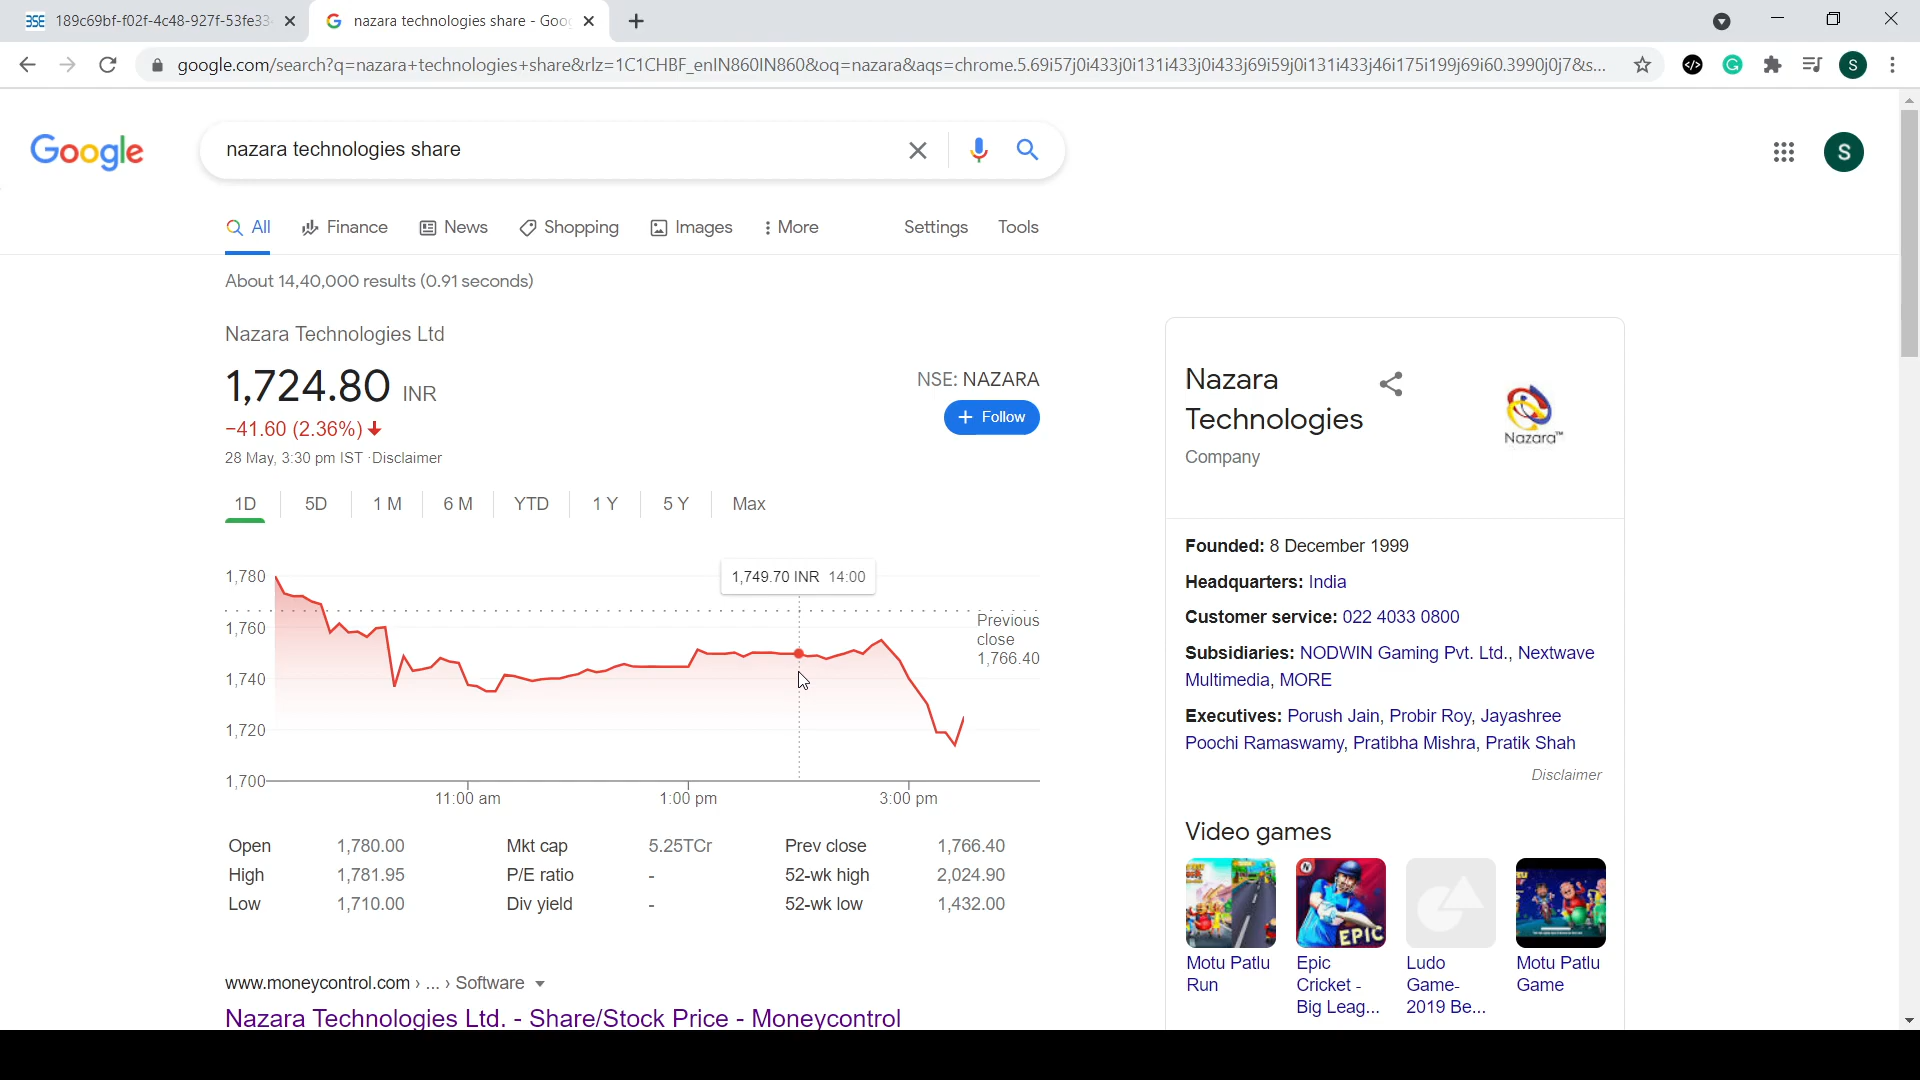 BSE 189c69bf-f02f-4c48-927f-53fe33
nazara technologies share - Goo
google.com/search?q=nazara+technologies+share&rlz=1C1CHBF_enIN860IN860&oq=nazara&aqs=chrome.5.69i57j0i433j0i131i433j0i433j69i59j0i131i433j46i175i199j69i60.3990j0j7&s...
S
Google
nazara technologies share
S
All Finance News Shopping Images More Settings Tools
About 14,40,000 results (0.91 seconds)
Nazara Technologies Ltd
1,724.80 INR
NSE: NAZARA
−41.60 (2.36%)
+ Follow
28 May, 3:30 pm IST ·Disclaimer
1D 5D 1 M 6 M YTD 1 Y 5 Y Max
1,749.70 INR 14:00
1,780
1,760
1,740
1,720
1,700
Previous
close
1,766.40
11:00 am 1:00 pm 3:00 pm
Open 1,780.00 Mkt cap 5.25TCr Prev close 1,766.40
High 1,781.95 P/E ratio - 52-wk high 2,024.90
Low 1,710.00 Div yield - 52-wk low 1,432.00
www.moneycontrol.com › ... › Software
Nazara Technologies Ltd. - Share/Stock Price - Moneycontrol
Nazara
Technologies
Company
Nazara™
Founded: 8 December 1999
Headquarters: India
Customer service: 022 4033 0800
Subsidiaries: NODWIN Gaming Pvt. Ltd., Nextwave
Multimedia, MORE
Executives: Porush Jain, Probir Roy, Jayashree
Poochi Ramaswamy, Pratibha Mishra, Pratik Shah
Disclaimer
Video games
EPIC
Motu Patlu
Run
Epic
Cricket -
Big Leag...
Ludo
Game-
2019 Be...
Motu Patlu
Game